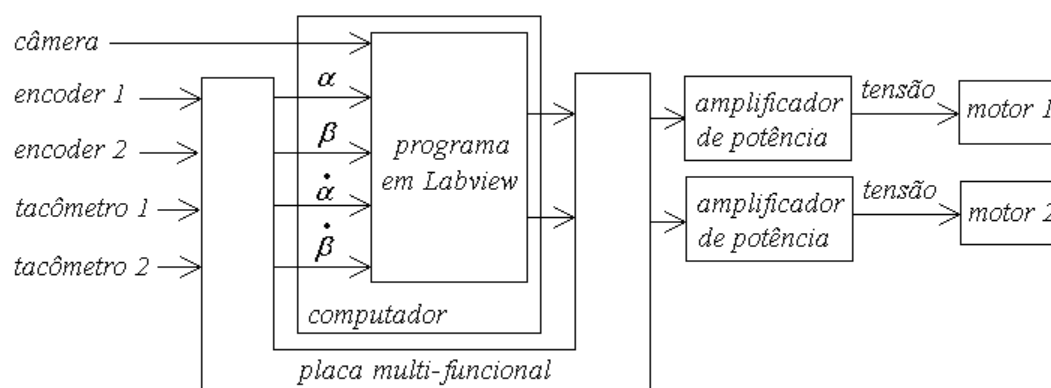 câmera
encoder 1
encoder 2
tacômetro 1
tacômetro 2
α
β
α̇
β̇
programa
em Labview
computador
placa multi-funcional
amplificador
de potência
tensão
motor 1
amplificador
de potência
tensão
motor 2